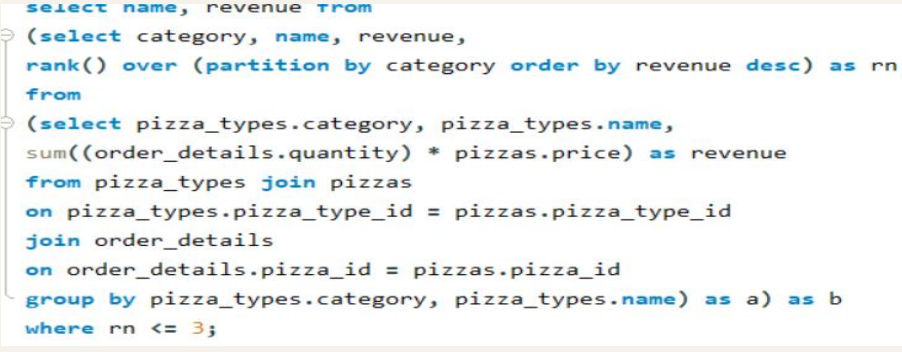 select name, revenue from
(select category, name, revenue,
rank() over (partition by category order by revenue desc) as rn
from
(select pizza_types.category, pizza_types.name,
sum((order_details.quantity) * pizzas.price) as revenue
from pizza_types join pizzas
on pizza_types.pizza_type_id = pizzas.pizza_type_id
join order_details
on order_details.pizza_id = pizzas.pizza_id
group by pizza_types.category, pizza_types.name) as a) as b
where rn <= 3;